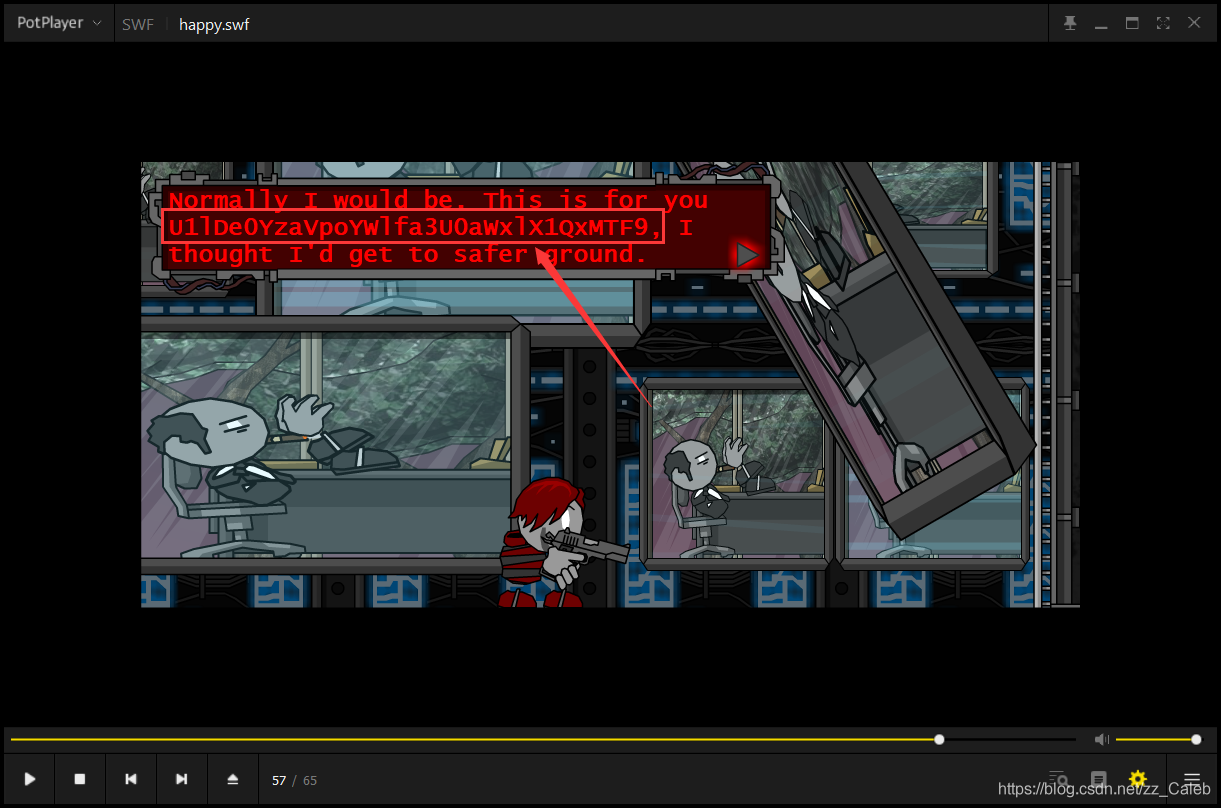 PotPlayer SWF happy.swf
Normally I would be. This is for you
U1lDe0YzaVpoYWlfa3U0aWxlX1QxMTF9, I
thought I'd get to safer ground.
57 / 65
https://blog.csdn.net/zz_Caleb